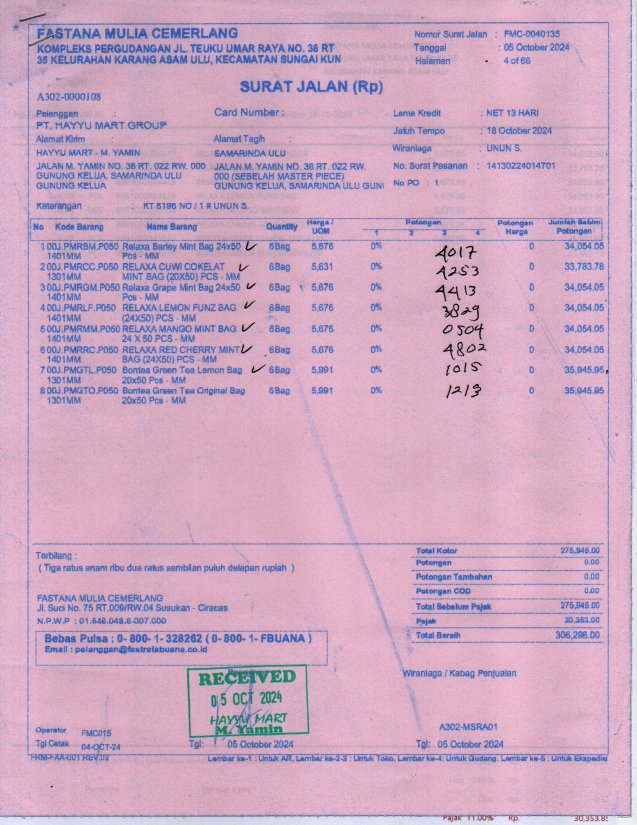 FASTANA MULIA CEMERLANG
KOMPLEKS PERGUDANGAN JL. TEUKU UMAR RAYA NO. 38 RT
35 KELURAHAN KARANG ASAM ULU, KECAMATAN SUNGAI KUN
Nomor Surat Jalan : FMC-0040135
Tanggal : 05 October 2024
Halaman - 4 of 66
SURAT JALAN (Rp)
A302-0000108
Pelanggan :
PT. HAYYU MART GROUP
Alamat Kirim
HAYYU MART - M. YAMIN
JALAN M. YAMIN NO. 38 RT. 022 RW. 000
GUNUNG KELUA, SAMARINDA ULU
GUNUNG KELUA
Card Number :
Alamat Tagih :
SAMARINDA ULU
JALAN M. YAMIN NO. 38 RT. 022 RW.
000 (SEBELAH MASTER PIECE)
GUNUNG KELUA, SAMARINDA ULU GUNI
Lama Kredit : NET 13 HARI
Jatuh Tempo : 18 October 2024
Wiraniaga : UNUN S.
No. Surat Pesanan : 14130224014701
No PO : 1
Keterangan : KT 8195 NO / 1 # UNUN S.
No Kode Barang Nama Barang Quantity Harga / UOM Potongan 1 2 3 4 Potongan Harga Jumlah Seblm Potongan
1 00J.PMRBM.P050 Relaxa Barley Mint Bag 24x50 6Bag 5,676 0% 4017 0 34,054.05
1401MM Pcs - MM
2 00J.PMRCC.P050 RELAXA CUWI COKELAT 6Bag 5,631 0% 4253 0 33,783.78
1301MM MINT BAG (20X50) PCS - MM
3 00J.PMRGM.P050 Relaxa Grape Mint Bag 24x50 6Bag 5,676 0% 4413 0 34,054.05
1401MM Pcs - MM
4 00J.PMRLF.P050 RELAXA LEMON FUNZ BAG 6Bag 5,676 0% 3829 0 34,054.05
1401MM (24X50) PCS - MM
5 00J.PMRMM.P050 RELAXA MANGO MINT BAG 6Bag 5,676 0% 0504 0 34,054.05
1401MM 24 X 50 PCS - MM
6 00J.PMRRC.P050 RELAXA RED CHERRY MINT 6Bag 5,676 0% 4802 0 34,054.05
1401MM BAG (24X50) PCS - MM
7 00J.PMGTL.P050 Bontea Green Tea Lemon Bag 6Bag 5,991 0% 1015 0 35,945.95
1301MM 20x50 Pcs - MM
8 00J.PMGTO.P050 Bontea Green Tea Original Bag 6Bag 5,991 0% 1213 0 35,945.95
1301MM 20x50 Pcs - MM
Terbilang :
( Tiga ratus enam ribu dua ratus sembilan puluh delapan rupiah )
Total Kotor 275,945.00
Potongan 0.00
Potongan Tambahan 0.00
Potongan COD 0.00
Total Sebelum Pajak 275,945.00
Pajak 30,353.00
Total Bersih 306,298.00
FASTANA MULIA CEMERLANG
Jl. Suci No. 75 RT.009/RW.04 Susukan - Ciracas
N.P.W.P : 01.548.048.6-007.000
Bebas Pulsa : 0- 800- 1- 328262 ( 0- 800- 1- FBUANA )
Email : pelanggan@fastratabuana.co.id
Wiraniaga / Kabag Penjualan
RECEIVED
05 OCT 2024
HAYYU MART
M. Yamin
Operator FMC015
A302-MSRA01
Tgl Cetak 04-OCT-24 Tgl: 05 October 2024 Tgl: 05 October 2024
FRM-FAA-001 REV.02
Lembar ke-1 : Untuk AR, Lembar ke-2-3 : Untuk Toko, Lembar ke-4: Untuk Gudang, Lembar ke-5 : Untuk Ekspedisi
Pajak 11.00% Rp. 30,353.85